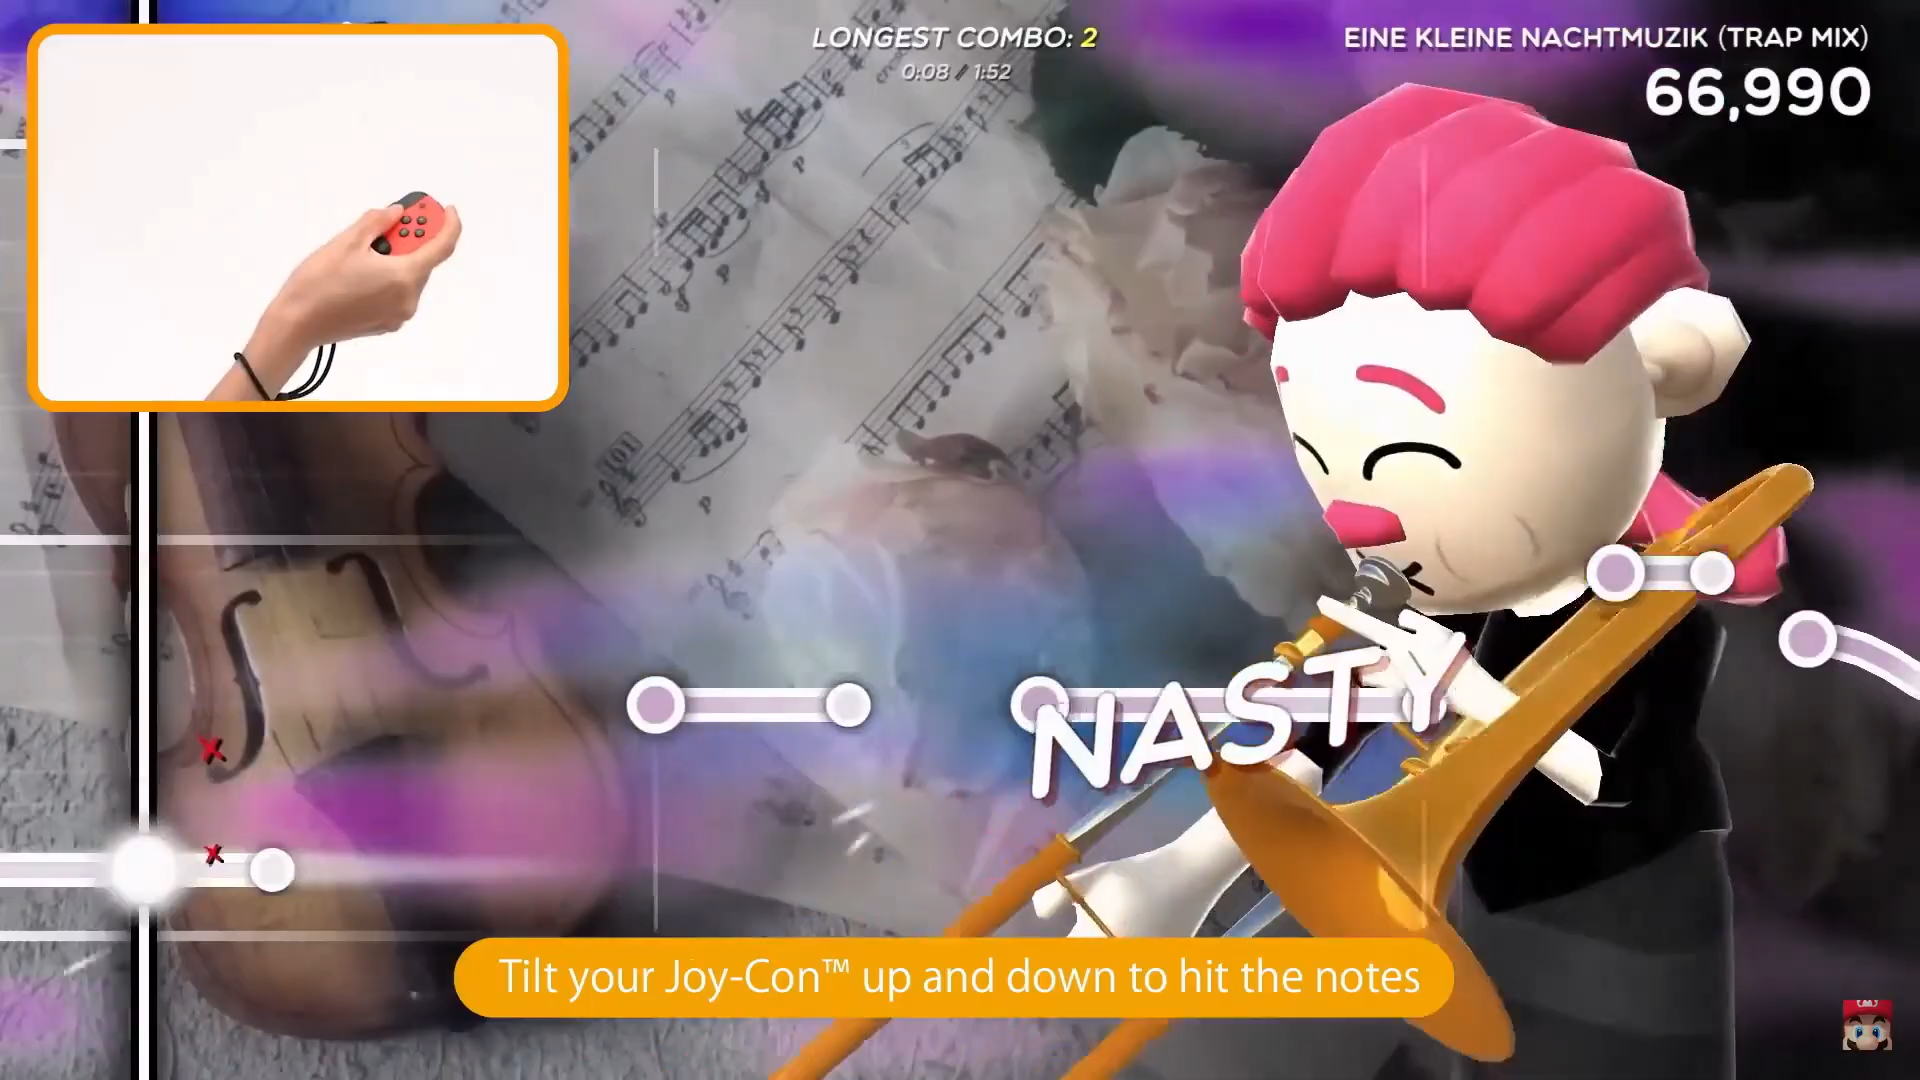 LONGEST COMBO: 2
0:08 / 1:52
EINE KLEINE NACHTMUZIK (TRAP MIX)
66,990
101
NASTY
Tilt your Joy-Con™ up and down to hit the notes